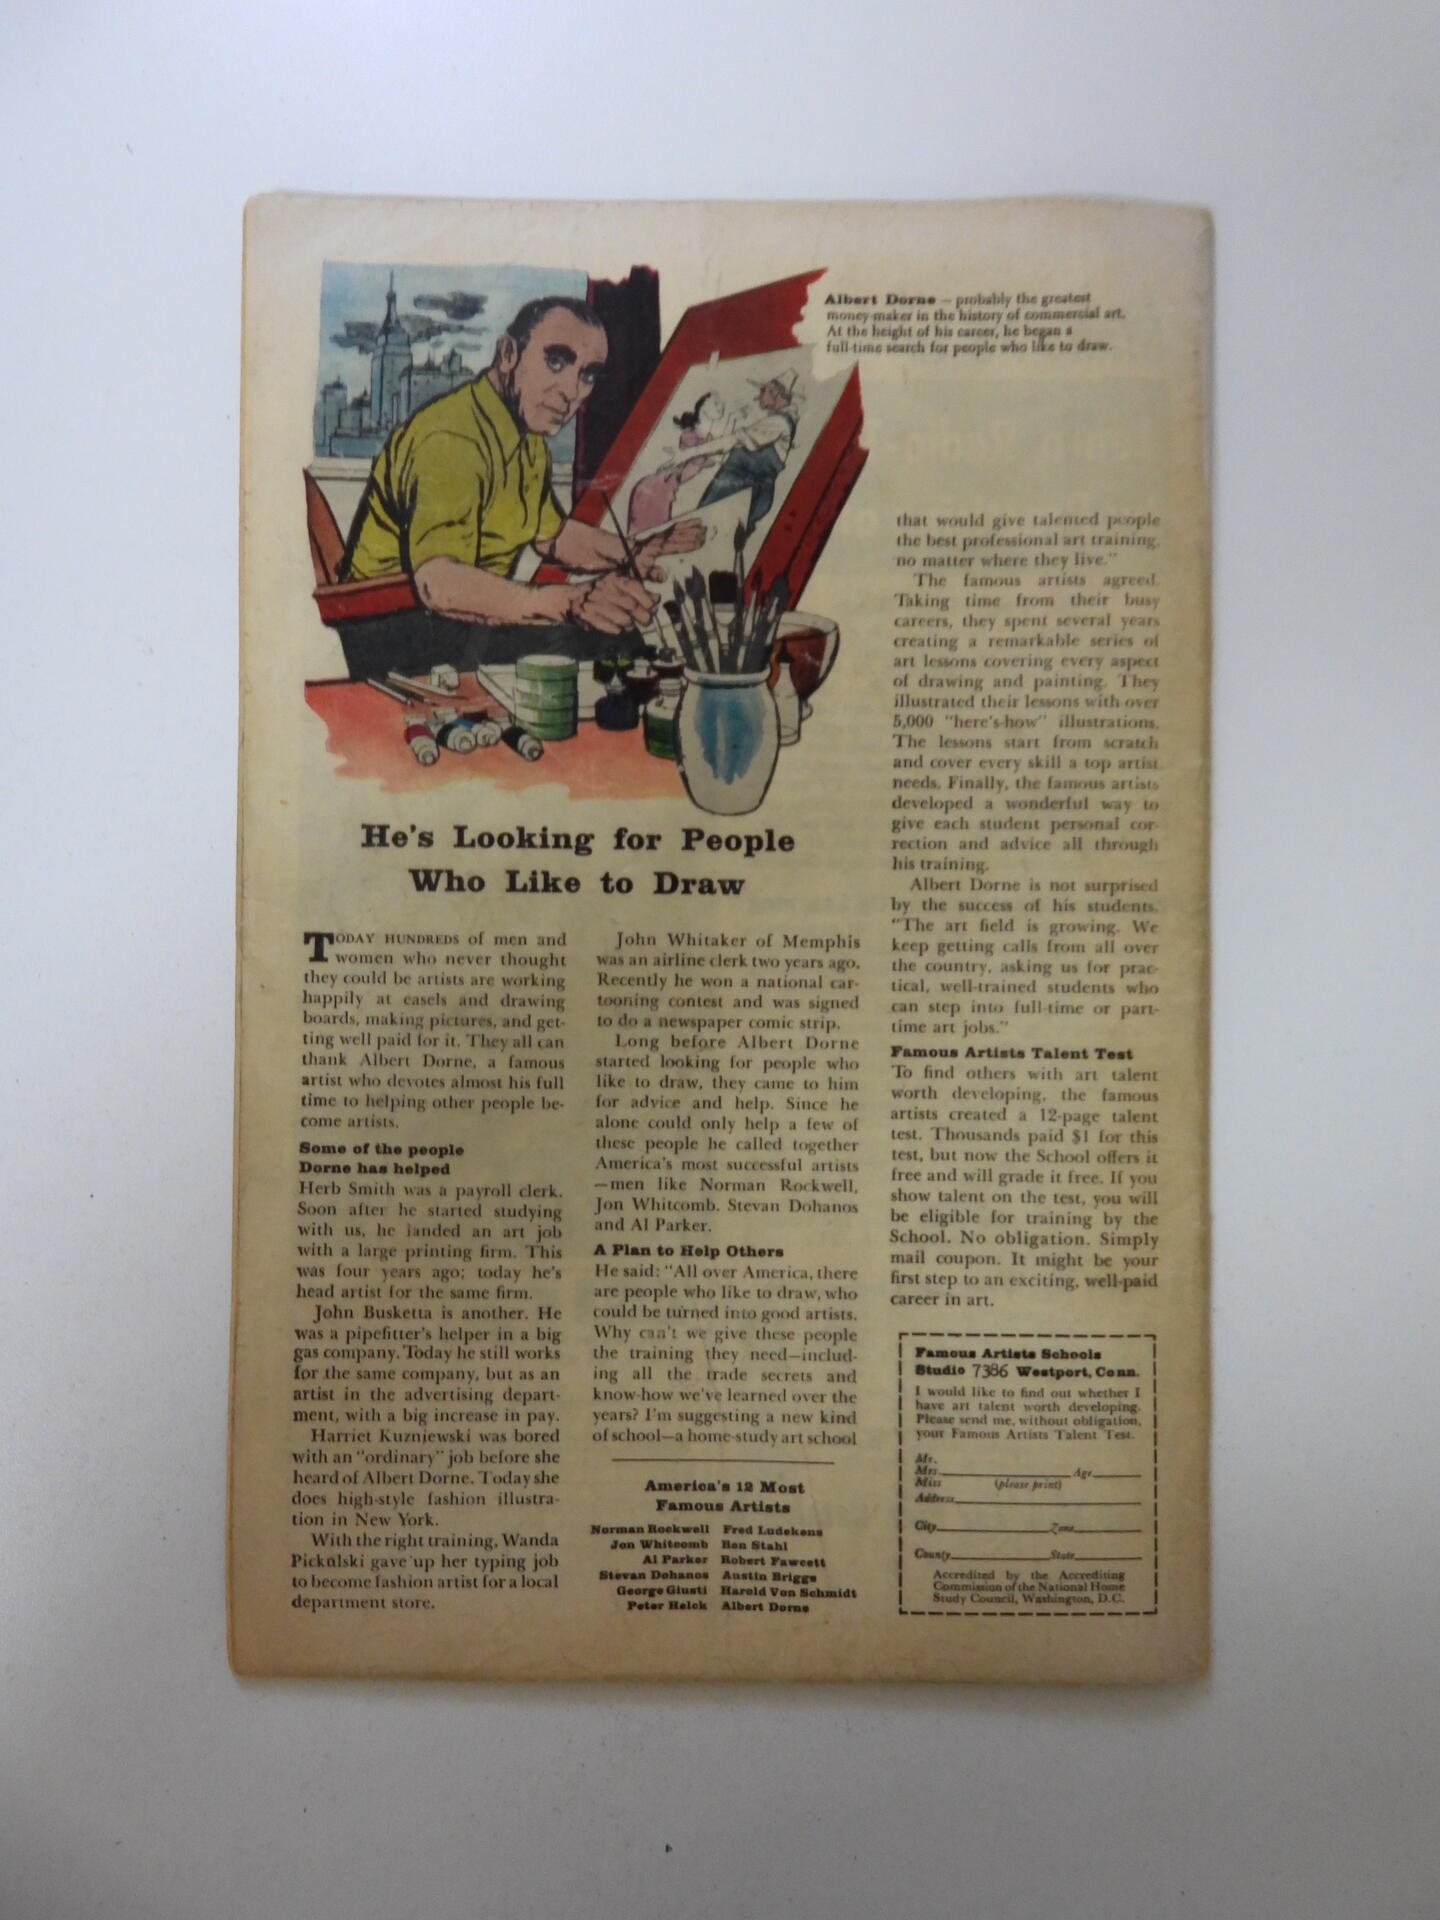 Albert Dorne — probably the greatest
money-maker in the history of commercial art.
At the height of his career, he began a
full-time search for people who like to draw.
He's Looking for People
Who Like to Draw
TODAY HUNDREDS of men and
women who never thought
they could be artists are working
happily at easels and drawing
boards, making pictures, and get-
ting well paid for it. They all can
thank Albert Dorne, a famous
artist who devotes almost his full
time to helping other people be-
come artists.
Some of the people
Dorne has helped
Herb Smith was a payroll clerk.
Soon after he started studying
with us, he landed an art job
with a large printing firm. This
was four years ago; today he's
head artist for the same firm.
John Busketta is another. He
was a pipefitter's helper in a big
gas company. Today he still works
for the same company, but as an
artist in the advertising depart-
ment, with a big increase in pay.
Harriet Kuzniewski was bored
with an "ordinary" job before she
heard of Albert Dorne. Today she
does high-style fashion illustra-
tion in New York.
With the right training, Wanda
Pickulski gave up her typing job
to become fashion artist for a local
department store.
John Whitaker of Memphis
was an airline clerk two years ago.
Recently he won a national car-
tooning contest and was signed
to do a newspaper comic strip.
Long before Albert Dorne
started looking for people who
like to draw, they came to him
for advice and help. Since he
alone could only help a few of
these people he called together
America's most successful artists
—men like Norman Rockwell,
Jon Whitcomb, Stevan Dohanos
and Al Parker.
A Plan to Help Others
He said: "All over America, there
are people who like to draw, who
could be turned into good artists.
Why can't we give these people
the training they need—includ-
ing all the trade secrets and
know-how we've learned over the
years? I'm suggesting a new kind
of school—a home-study art school
that would give talented people
the best professional art training,
no matter where they live."
The famous artists agreed.
Taking time from their busy
careers, they spent several years
creating a remarkable series of
art lessons covering every aspect
of drawing and painting. They
illustrated their lessons with over
5,000 "here's-how" illustrations.
The lessons start from scratch
and cover every skill a top artist
needs. Finally, the famous artists
developed a wonderful way to
give each student personal cor-
rection and advice all through
his training.
Albert Dorne is not surprised
by the success of his students.
"The art field is growing. We
keep getting calls from all over
the country, asking us for prac-
tical, well-trained students who
can step into full-time or part-
time art jobs."
Famous Artists Talent Test
To find others with art talent
worth developing, the famous
artists created a 12-page talent
test. Thousands paid $1 for this
test, but now the School offers it
free and will grade it free. If you
show talent on the test, you will
be eligible for training by the
School. No obligation. Simply
mail coupon. It might be your
first step to an exciting, well-paid
career in art.
America's 12 Most
Famous Artists
Norman Rockwell Fred Ludekens
Jon Whitcomb Ben Stahl
Al Parker Robert Fawcett
Stevan Dohanos Austin Briggs
George Giusti Harold Von Schmidt
Peter Helck Albert Dorne
Famous Artists Schools
Studio 7386 Westport, Conn.
I would like to find out whether I
have art talent worth developing.
Please send me, without obligation,
your Famous Artists Talent Test.
Mr.
Mrs. Age
Miss (please print)
Address
City Zone
County State
Accredited by the Accrediting
Commission of the National Home
Study Council, Washington, D.C.